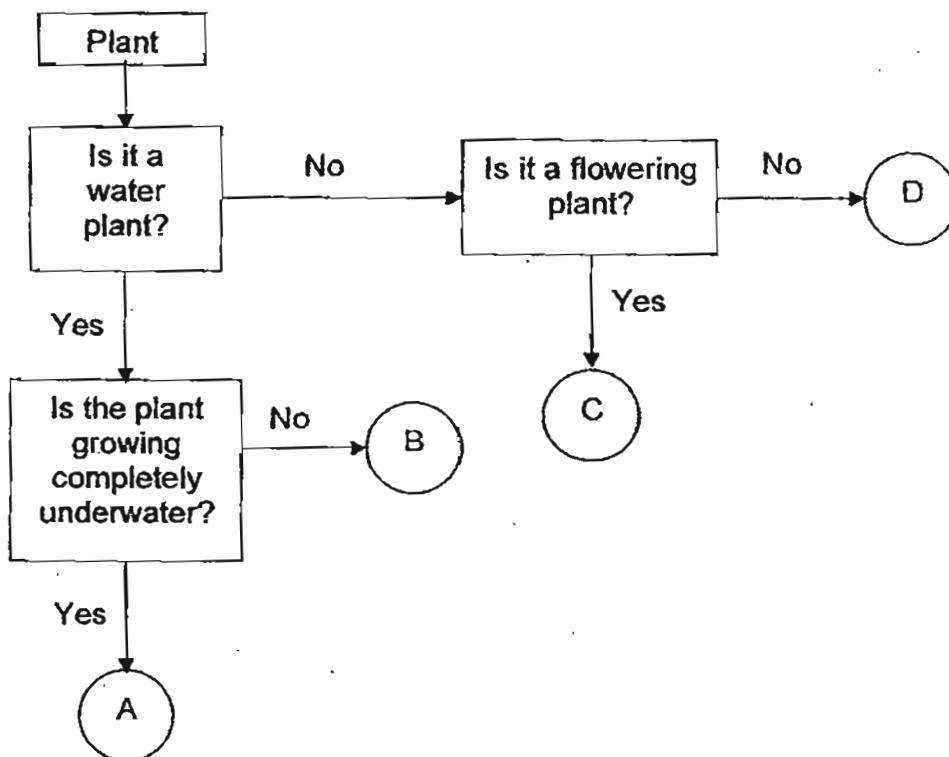 Plant
Is it a
water
plant?
No
Is it a flowering
plant?
No
D
Yes
Yes
C
Is the plant
growing
completely
underwater?
No
B
Yes
A